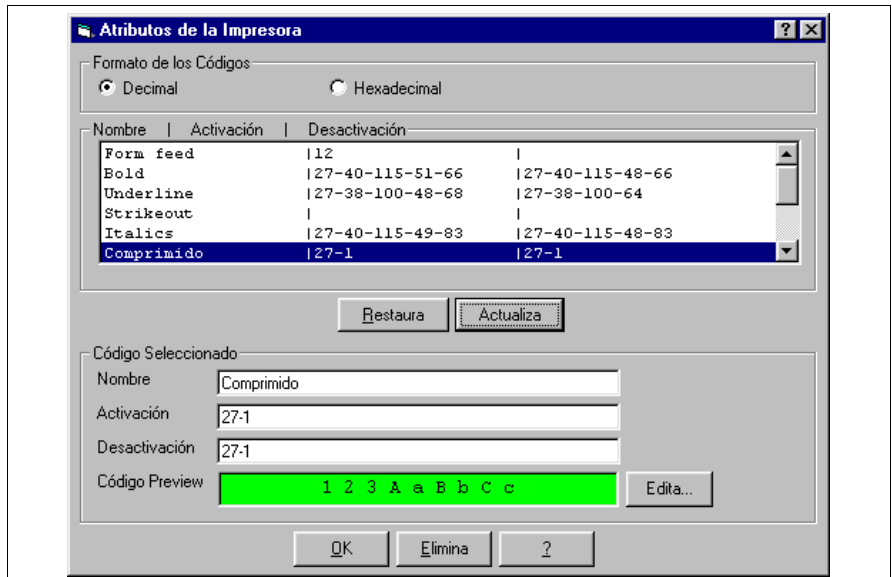 Atributos de la Impresora
Formato de los Códigos
Decimal Hexadecimal
Nombre | Activación | Desactivación
Form feed |12 |
Bold |27-40-115-51-66 |27-40-115-48-66
Underline |27-38-100-48-68 |27-38-100-64
Strikeout | |
Italics |27-40-115-49-83 |27-40-115-48-83
Comprimido |27-1 |27-1
Restaura Actualiza
Código Seleccionado
Nombre Comprimido
Activación 27-1
Desactivación 27-1
Código Preview 1 2 3 A a B b C c Edita...
OK Elimina ?